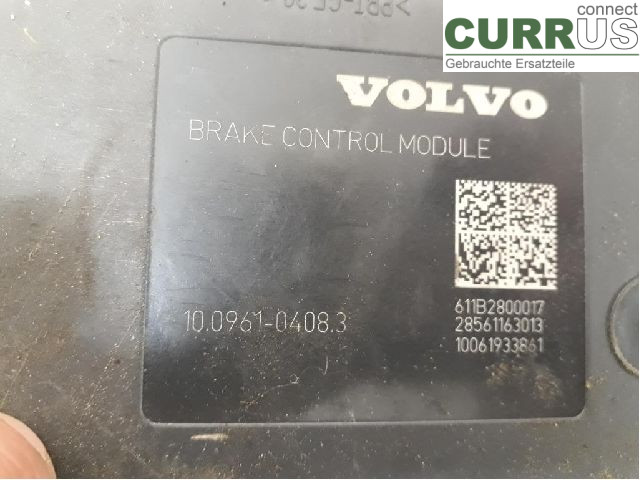 connect
CURRUS
Gebrauchte Ersatzteile
VOLVO
BRAKE CONTROL MODULE
10.0961-0408.3
611B2800017
28561163013
10061933861